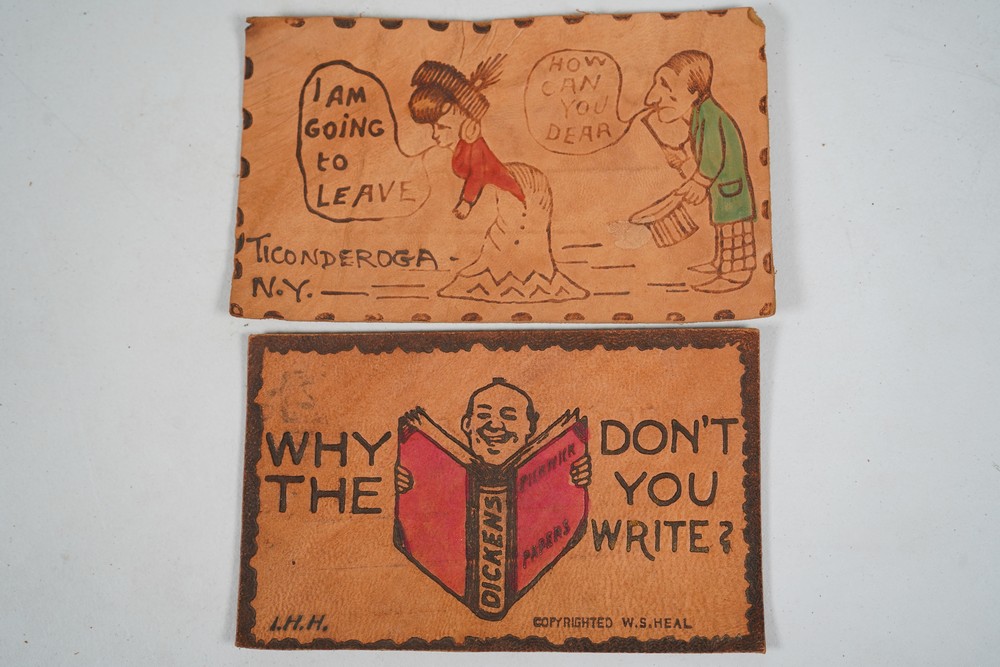 I AM
GOING
to
LEAVE
HOW
CAN
YOU
DEAR
TICONDEROGA -
N.Y.
WHY
THE
DICKENS
PICKWICK
PAPERS
DON'T
YOU
WRITE?
I.H.H.
COPYRIGHTED W.S.HEAL